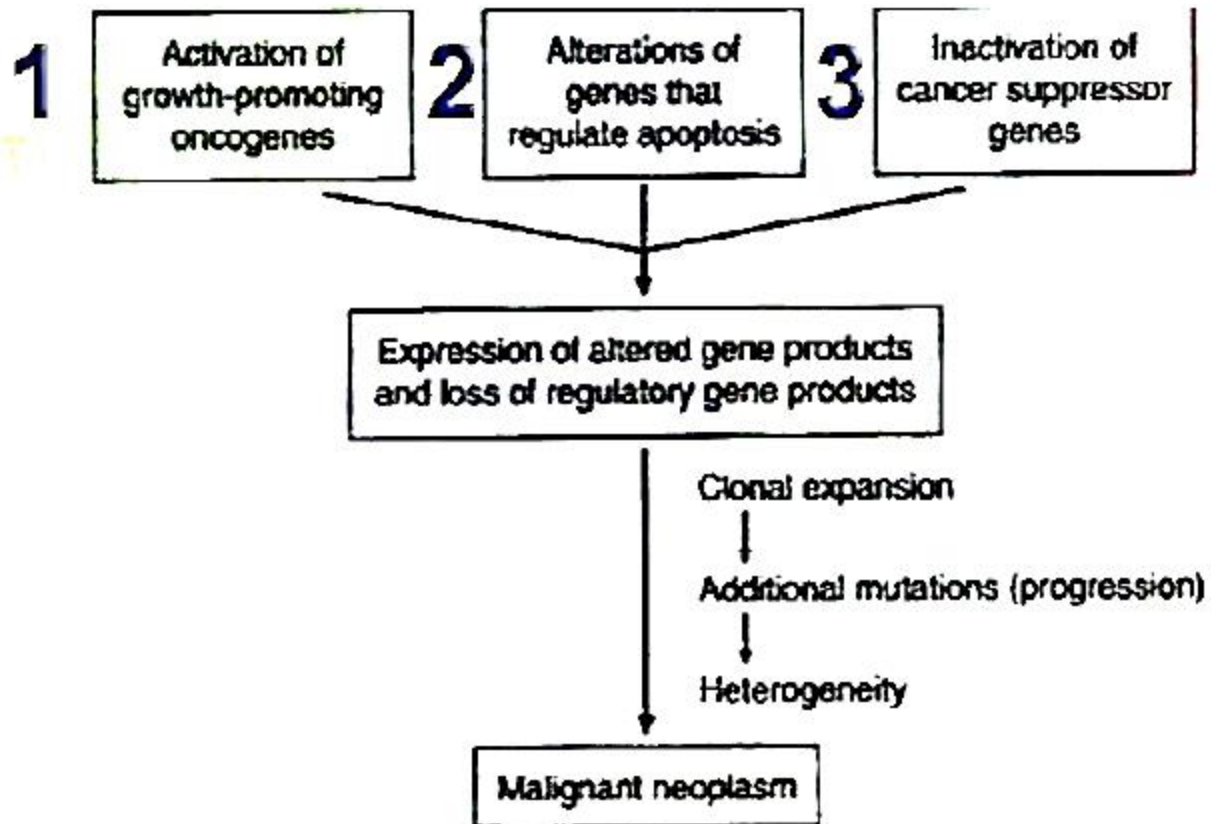 1
Activation of
growth-promoting
oncogenes
2
Alterations of
genes that
regulate apoptosis
3
Inactivation of
cancer suppressor
genes
Expression of altered gene products
and loss of regulatory gene products
Clonal expansion
Additional mutations (progression)
Heterogeneity
Malignant neoplasm